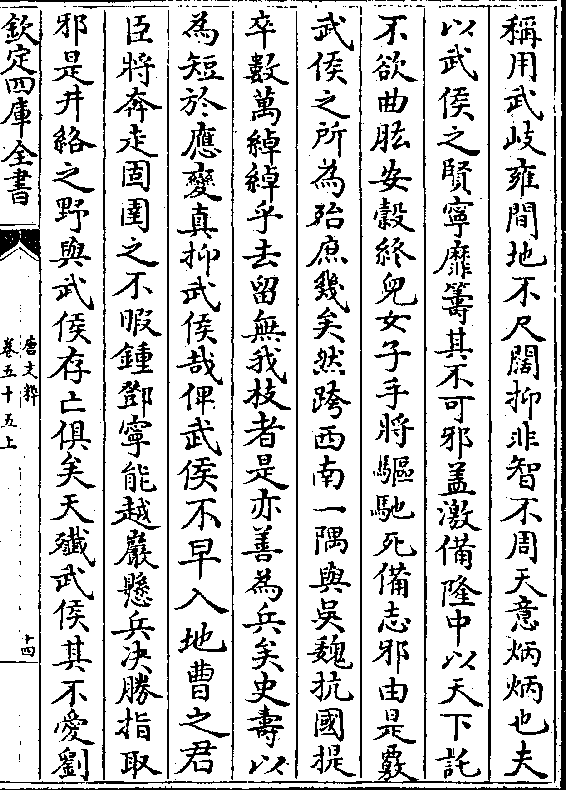 稱用武岐雍間地不尺闊抑非智不周天意炳炳也夫
以武侯之賢寧靡籌其不可邪蓋激備隆中以天下託
不欲曲肱安穀終兒女子手將驅馳死備志邪由是覈
武侯之所為殆庶幾矣然跨西南一隅與吳魏抗國提
卒數萬綽綽乎去留無我枝者是亦善為兵矣史壽以
為短於應變真抑武侯哉俾武侯不早入地曹之君
臣將奔走固圉之不暇鍾鄧寧能越巖懸兵決勝指取
邪是井絡之野與武侯存亡俱矣天殲武侯其不愛劉
欽定四庫全書
唐文粹
卷五十五上
十四